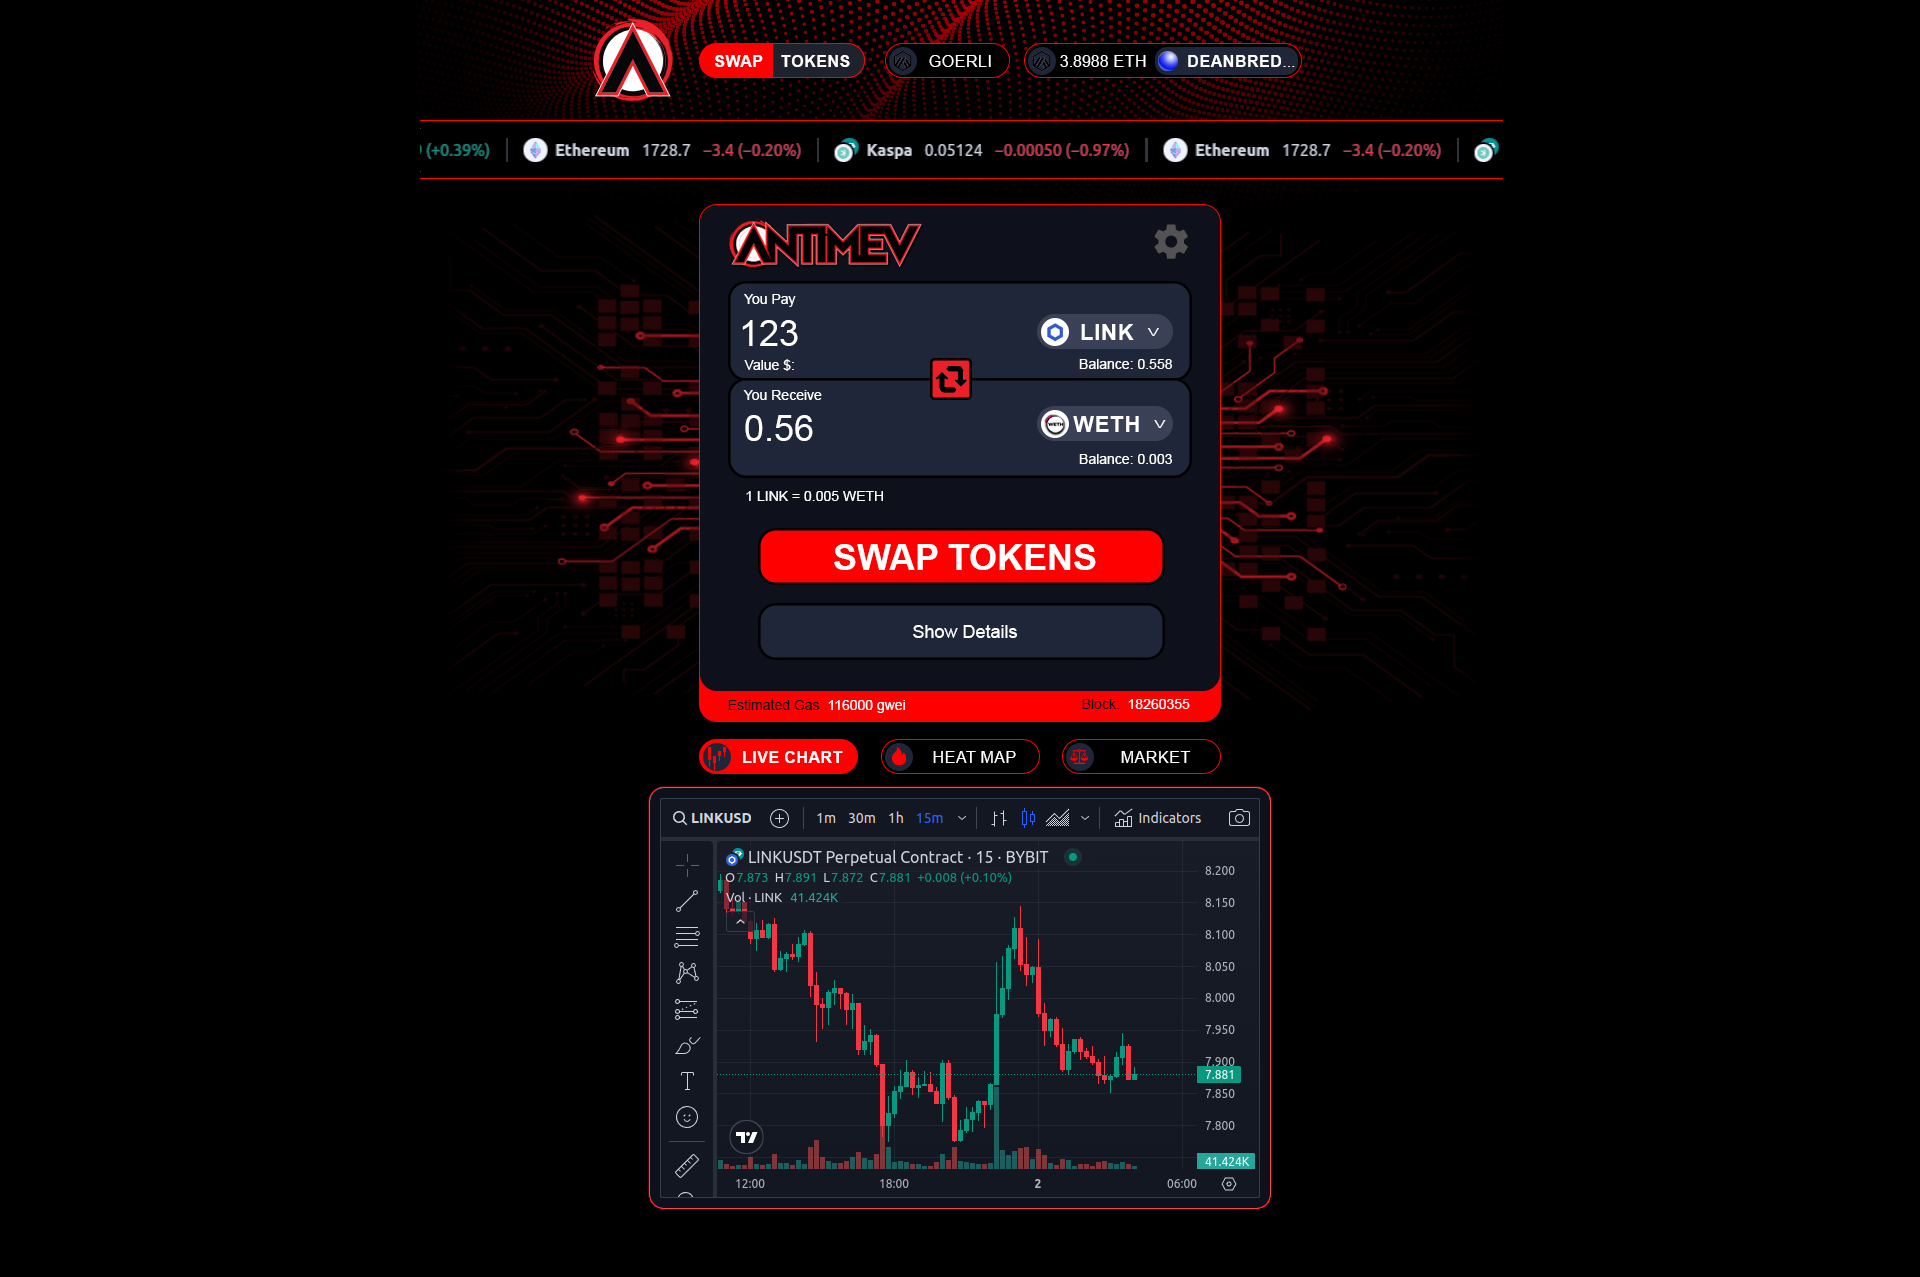 SWAP TOKENS GOERLI 3.8988 ETH DEANBRED...
(+0.39%) Ethereum 1728.7 −3.4 (−0.20%) Kaspa 0.05124 −0.00050 (−0.97%) Ethereum 1728.7 −3.4 (−0.20%)
ANTIMEV
You Pay
123 LINK
Value $: Balance: 0.558
You Receive
0.56 WETH WETH
Balance: 0.003
1 LINK = 0.005 WETH
SWAP TOKENS
Show Details
Estimated Gas: 116000 gwei Block: 18260355
LIVE CHART HEAT MAP MARKET
LINKUSD 1m 30m 1h 15m Indicators
LINKUSDT Perpetual Contract · 15 · BYBIT
O7.873 H7.891 L7.872 C7.881 +0.008 (+0.10%)
Vol · LINK 41.424K
8.200
8.150
8.100
8.050
8.000
7.950
7.900
7.881
7.850
7.800
41.424K
12:00 18:00 2 06:00